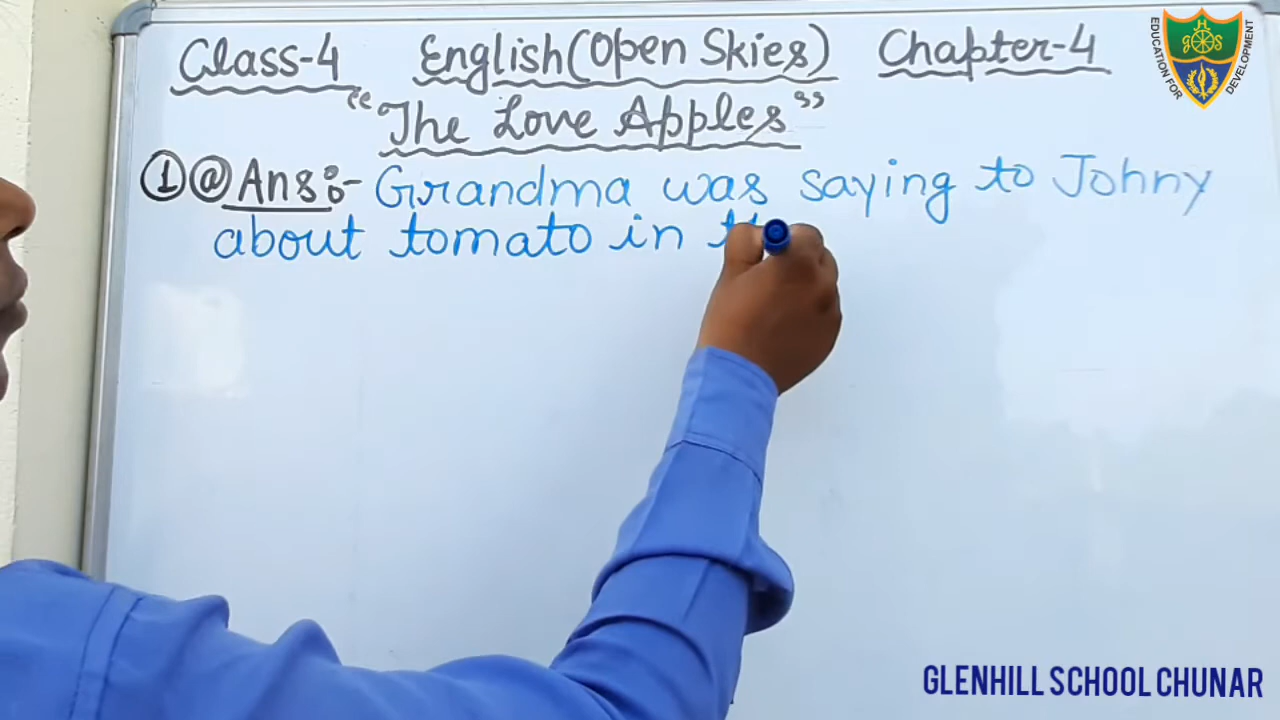 Class-4 English (Open Skies) Chapter-4
"The Love Apples"
① ⓐ Ans:- Grandma was saying to Johny
about tomato in
EDUCATION FOR DEVELOPMENT
G H S
GLENHILL SCHOOL CHUNAR